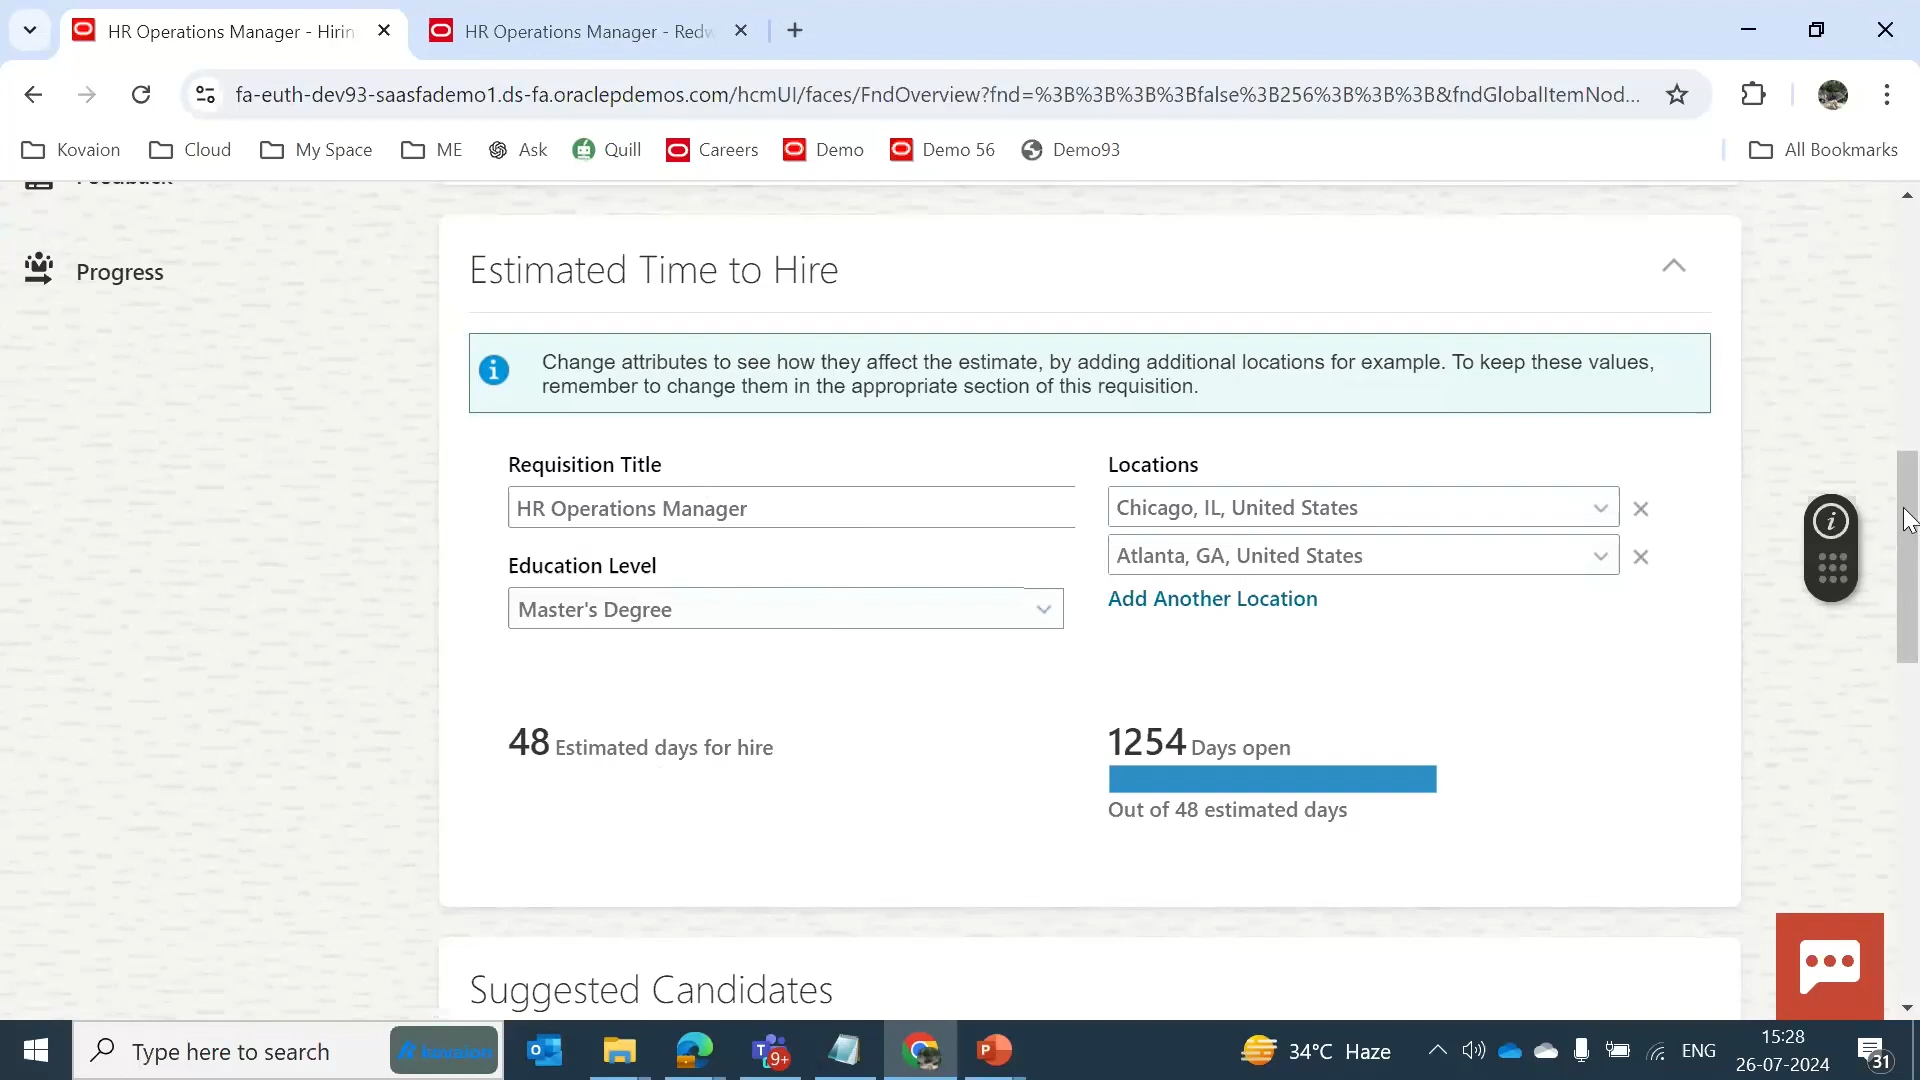 HR Operations Manager - Hirin
HR Operations Manager - Redw
fa-euth-dev93-saasfademo1.ds-fa.oraclepdemos.com/hcmUI/faces/FndOverview?fnd=%3B%3B%3B%3Bfalse%3B256%3B%3B%3B&fndGlobalItemNod...
Kovaion
Cloud
My Space
ME
Ask
Quill
Careers
Demo
Demo 56
Demo93
All Bookmarks
Feedback
Progress
Estimated Time to Hire
Change attributes to see how they affect the estimate, by adding additional locations for example. To keep these values,
remember to change them in the appropriate section of this requisition.
Requisition Title
HR Operations Manager
Education Level
Master's Degree
Locations
Chicago, IL, United States
Atlanta, GA, United States
Add Another Location
48 Estimated days for hire
1254 Days open
Out of 48 estimated days
Suggested Candidates
Type here to search
kovaion
9+
34°C Haze
ENG
15:28
26-07-2024
31